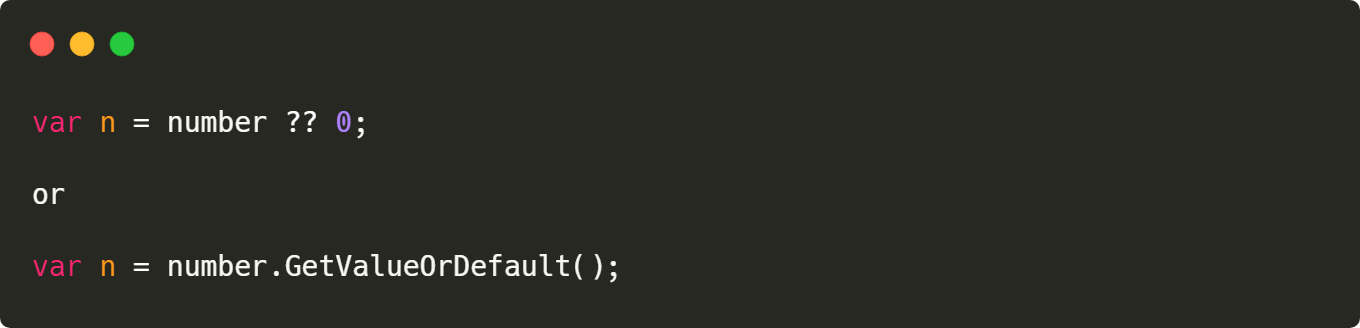 var n = number ?? 0;
or
var n = number.GetValueOrDefault();